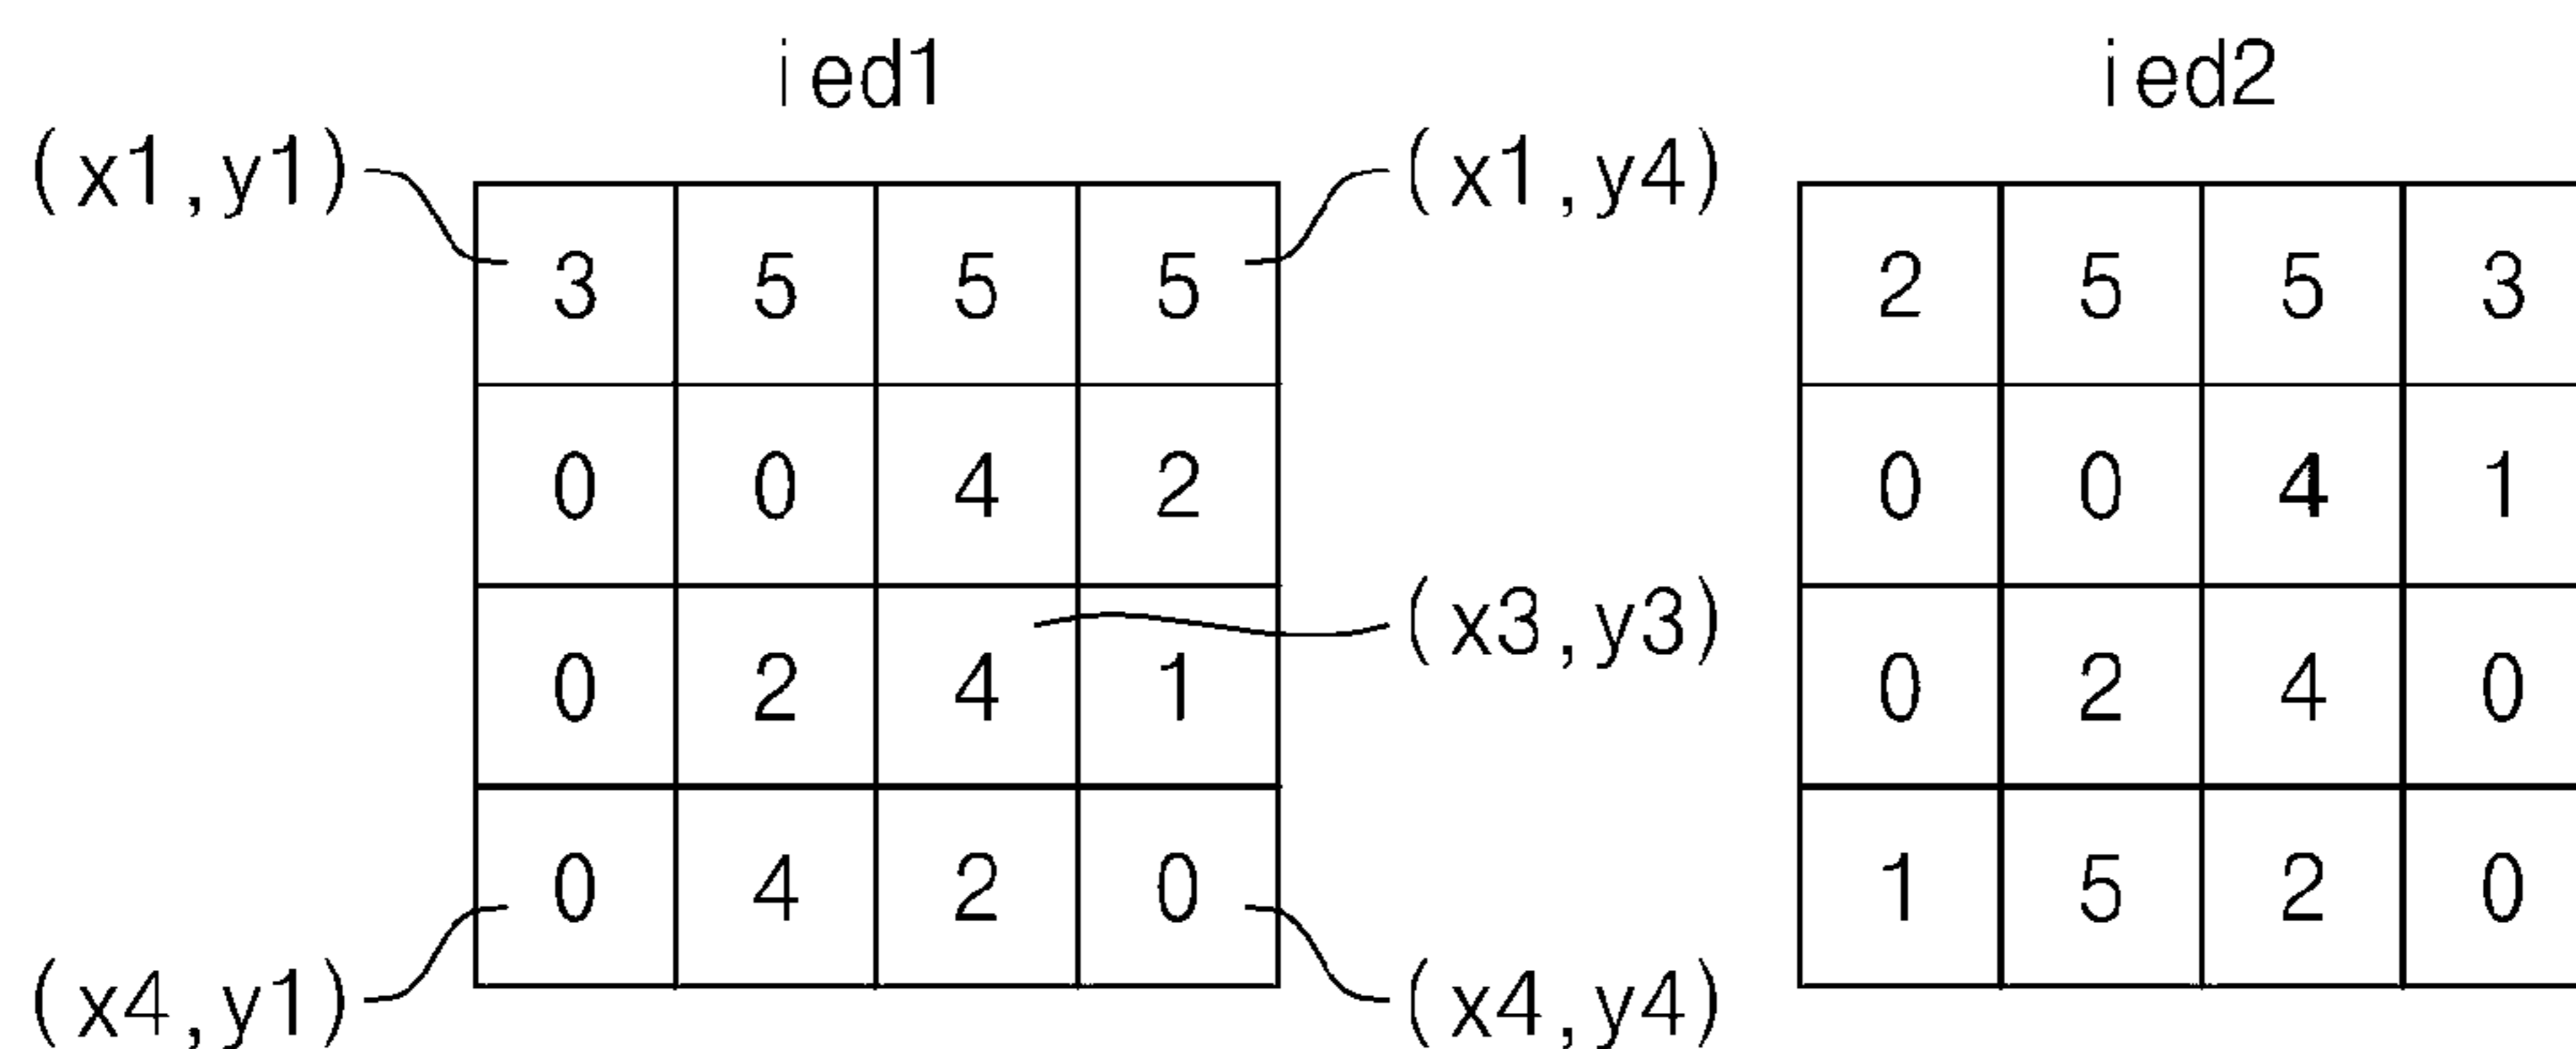 ied1 ied2
(x1,y1) (x1,y4)
3 5 5 5 2 5 5 3
0 0 4 2 0 0 4 1
(x3,y3)
0 2 4 1 0 2 4 0
0 4 2 0 1 5 2 0
(x4,y1) (x4,y4)